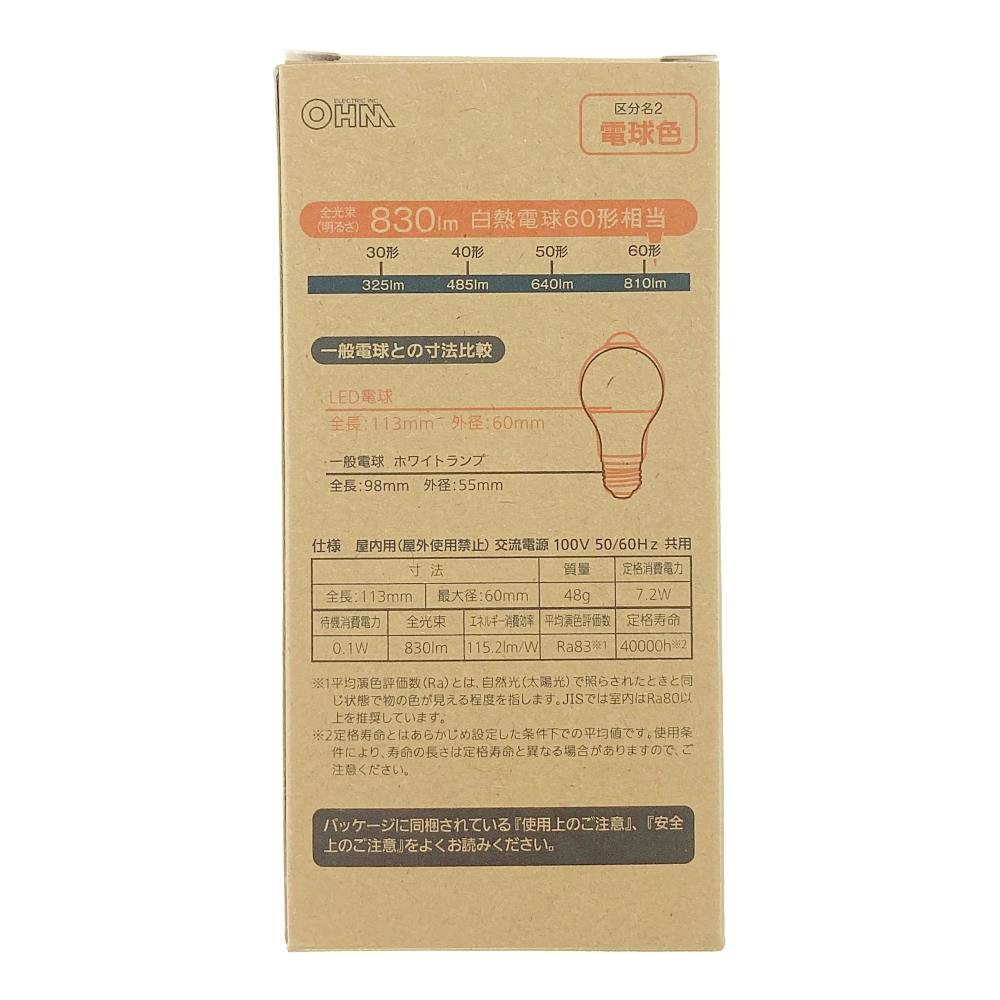 ELECTRIC INC.
OHM
区分名2
電球色
全光束
(明るさ)
830lm 白熱電球60形相当
30形 40形 50形 60形
325lm 485lm 640lm 810lm
一般電球との寸法比較
LED電球
全長:113mm 外径:60mm
一般電球 ホワイトランプ
全長:98mm 外径:55mm
仕様 屋内用(屋外使用禁止) 交流電源 100V 50/60Hz 共用
寸法 質量 定格消費電力
全長:113mm 最大径:60mm 48g 7.2W
待機消費電力 全光束 エネルギー消費効率 平均演色評価数 定格寿命
0.1W 830lm 115.2lm/W Ra83※1 40000h※2
※1平均演色評価数(Ra)とは、自然光(太陽光)で照らされたときと同
じ状態で物の色が見える程度を指します。JISでは室内はRa80以
上を推奨しています。
※2定格寿命とはあらかじめ設定した条件下での平均値です。使用条
件により、寿命の長さは定格寿命と異なる場合がありますので、ご
注意ください。
パッケージに同梱されている『使用上のご注意』、『安全
上のご注意』をよくお読みください。